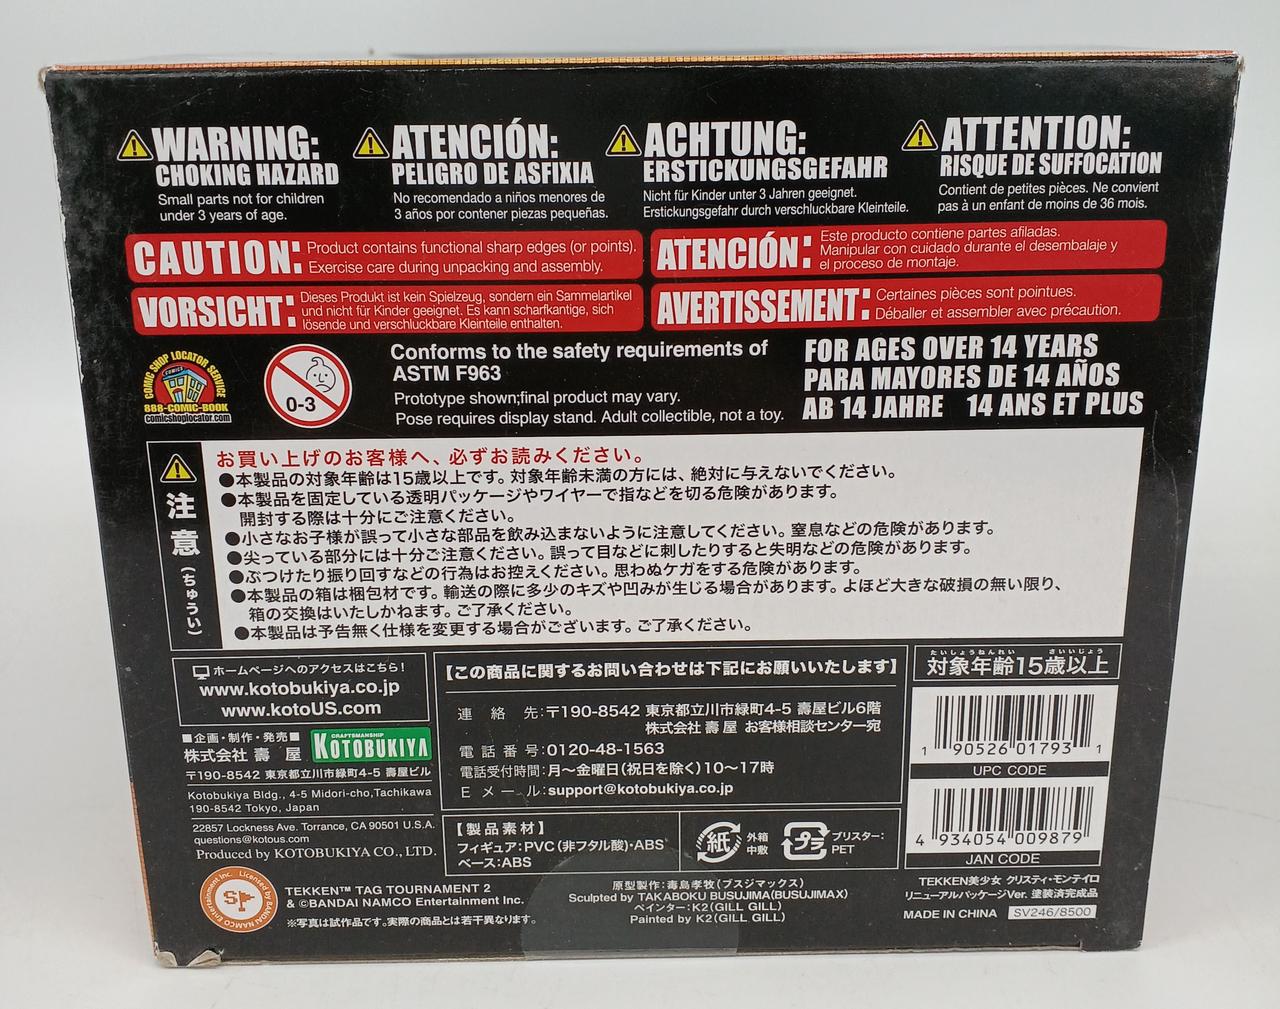 WARNING:
CHOKING HAZARD
Small parts not for children
under 3 years of age.
ATENCIÓN:
PELIGRO DE ASFIXIA
No recomendado a niños menores de
3 años por contener piezas pequeñas.
ACHTUNG:
ERSTICKUNGSGEFAHR
Nicht für Kinder unter 3 Jahren geeignet.
Erstickungsgefahr durch verschluckbare Kleinteile.
ATTENTION:
RISQUE DE SUFFOCATION
Contient de petites pièces. Ne convient
pas à un enfant de moins de 36 mois.
CAUTION: Product contains functional sharp edges (or points).
Exercise care during unpacking and assembly.
ATENCIÓN: Este producto contiene partes afiladas.
Manipular con cuidado durante el desembalaje y
el proceso de montaje.
VORSICHT: Dieses Produkt ist kein Spielzeug, sondern ein Sammelartikel
und nicht für Kinder geeignet. Es kann scharfkantige, sich
lösende und verschluckbare Kleinteile enthalten.
AVERTISSEMENT: Certaines pièces sont pointues.
Déballer et assembler avec précaution.
COMIC SHOP LOCATOR SERVICE
COMICS
888-COMIC-BOOK
comicshoplocator.com
0-3
Conforms to the safety requirements of
ASTM F963
Prototype shown;final product may vary.
Pose requires display stand. Adult collectible, not a toy.
FOR AGES OVER 14 YEARS
PARA MAYORES DE 14 AÑOS
AB 14 JAHRE 14 ANS ET PLUS
注意(ちゅうい)
お買い上げのお客様へ、必ずお読みください。
●本製品の対象年齢は15歳以上です。対象年齢未満の方には、絶対に与えないでください。
●本製品を固定している透明パッケージやワイヤーで指などを切る危険があります。
開封する際は十分にご注意ください。
●小さなお子様が誤って小さな部品を飲み込まないように注意してください。窒息などの危険があります。
●尖っている部分には十分ご注意ください。誤って目などに刺したりすると失明などの危険があります。
●ぶつけたり振り回すなどの行為はお控えください。思わぬケガをする危険があります。
●本製品の箱は梱包材です。輸送の際に多少のキズや凹みが生じる場合があります。よほど大きな破損の無い限り、
箱の交換はいたしかねます。ご了承ください。
●本製品は予告無く仕様を変更する場合がございます。ご了承ください。
ホームページへのアクセスはこちら!
www.kotobukiya.co.jp
www.kotoUS.com
■企画・制作・発売■
株式会社 壽 屋
CRAFTSMANSHIP
KOTOBUKIYA
〒190-8542 東京都立川市緑町4-5 壽屋ビル
Kotobukiya Bldg., 4-5 Midori-cho,Tachikawa
190-8542 Tokyo, Japan
22857 Lockness Ave. Torrance, CA 90501 U.S.A.
questions@kotous.com
Produced by KOTOBUKIYA CO., LTD.
【この商品に関するお問い合わせは下記にお願いいたします】
連絡先:〒190-8542 東京都立川市緑町4-5 壽屋ビル6階
株式会社 壽屋 お客様相談センター宛
電話番号:0120-48-1563
電話受付時間:月～金曜日(祝日を除く)10～17時
Eメール:support@kotobukiya.co.jp
【製品素材】
フィギュア:PVC(非フタル酸)・ABS
ベース:ABS
紙
外箱
中敷
プラ
ブリスター:
PET
たいしょうねんれい さいいじょう
対象年齢15歳以上
1 90526 01793 1
UPC CODE
4 934054 009879
JAN CODE
Licensed by BANDAI NAMCO Entertainment Inc.
TEKKEN™ TAG TOURNAMENT 2
& ©BANDAI NAMCO Entertainment Inc.
※写真は試作品です。実際の商品とは若干異なります。
原型製作:毒島孝牧(ブスジマックス)
Sculpted by TAKABOKU BUSUJIMA(BUSUJIMAX)
ペインター:K2(GILL GILL)
Painted by K2(GILL GILL)
TEKKEN美少女 クリスティ・モンテイロ
リニューアルパッケージVer. 塗装済完成品
MADE IN CHINA SV246/8500